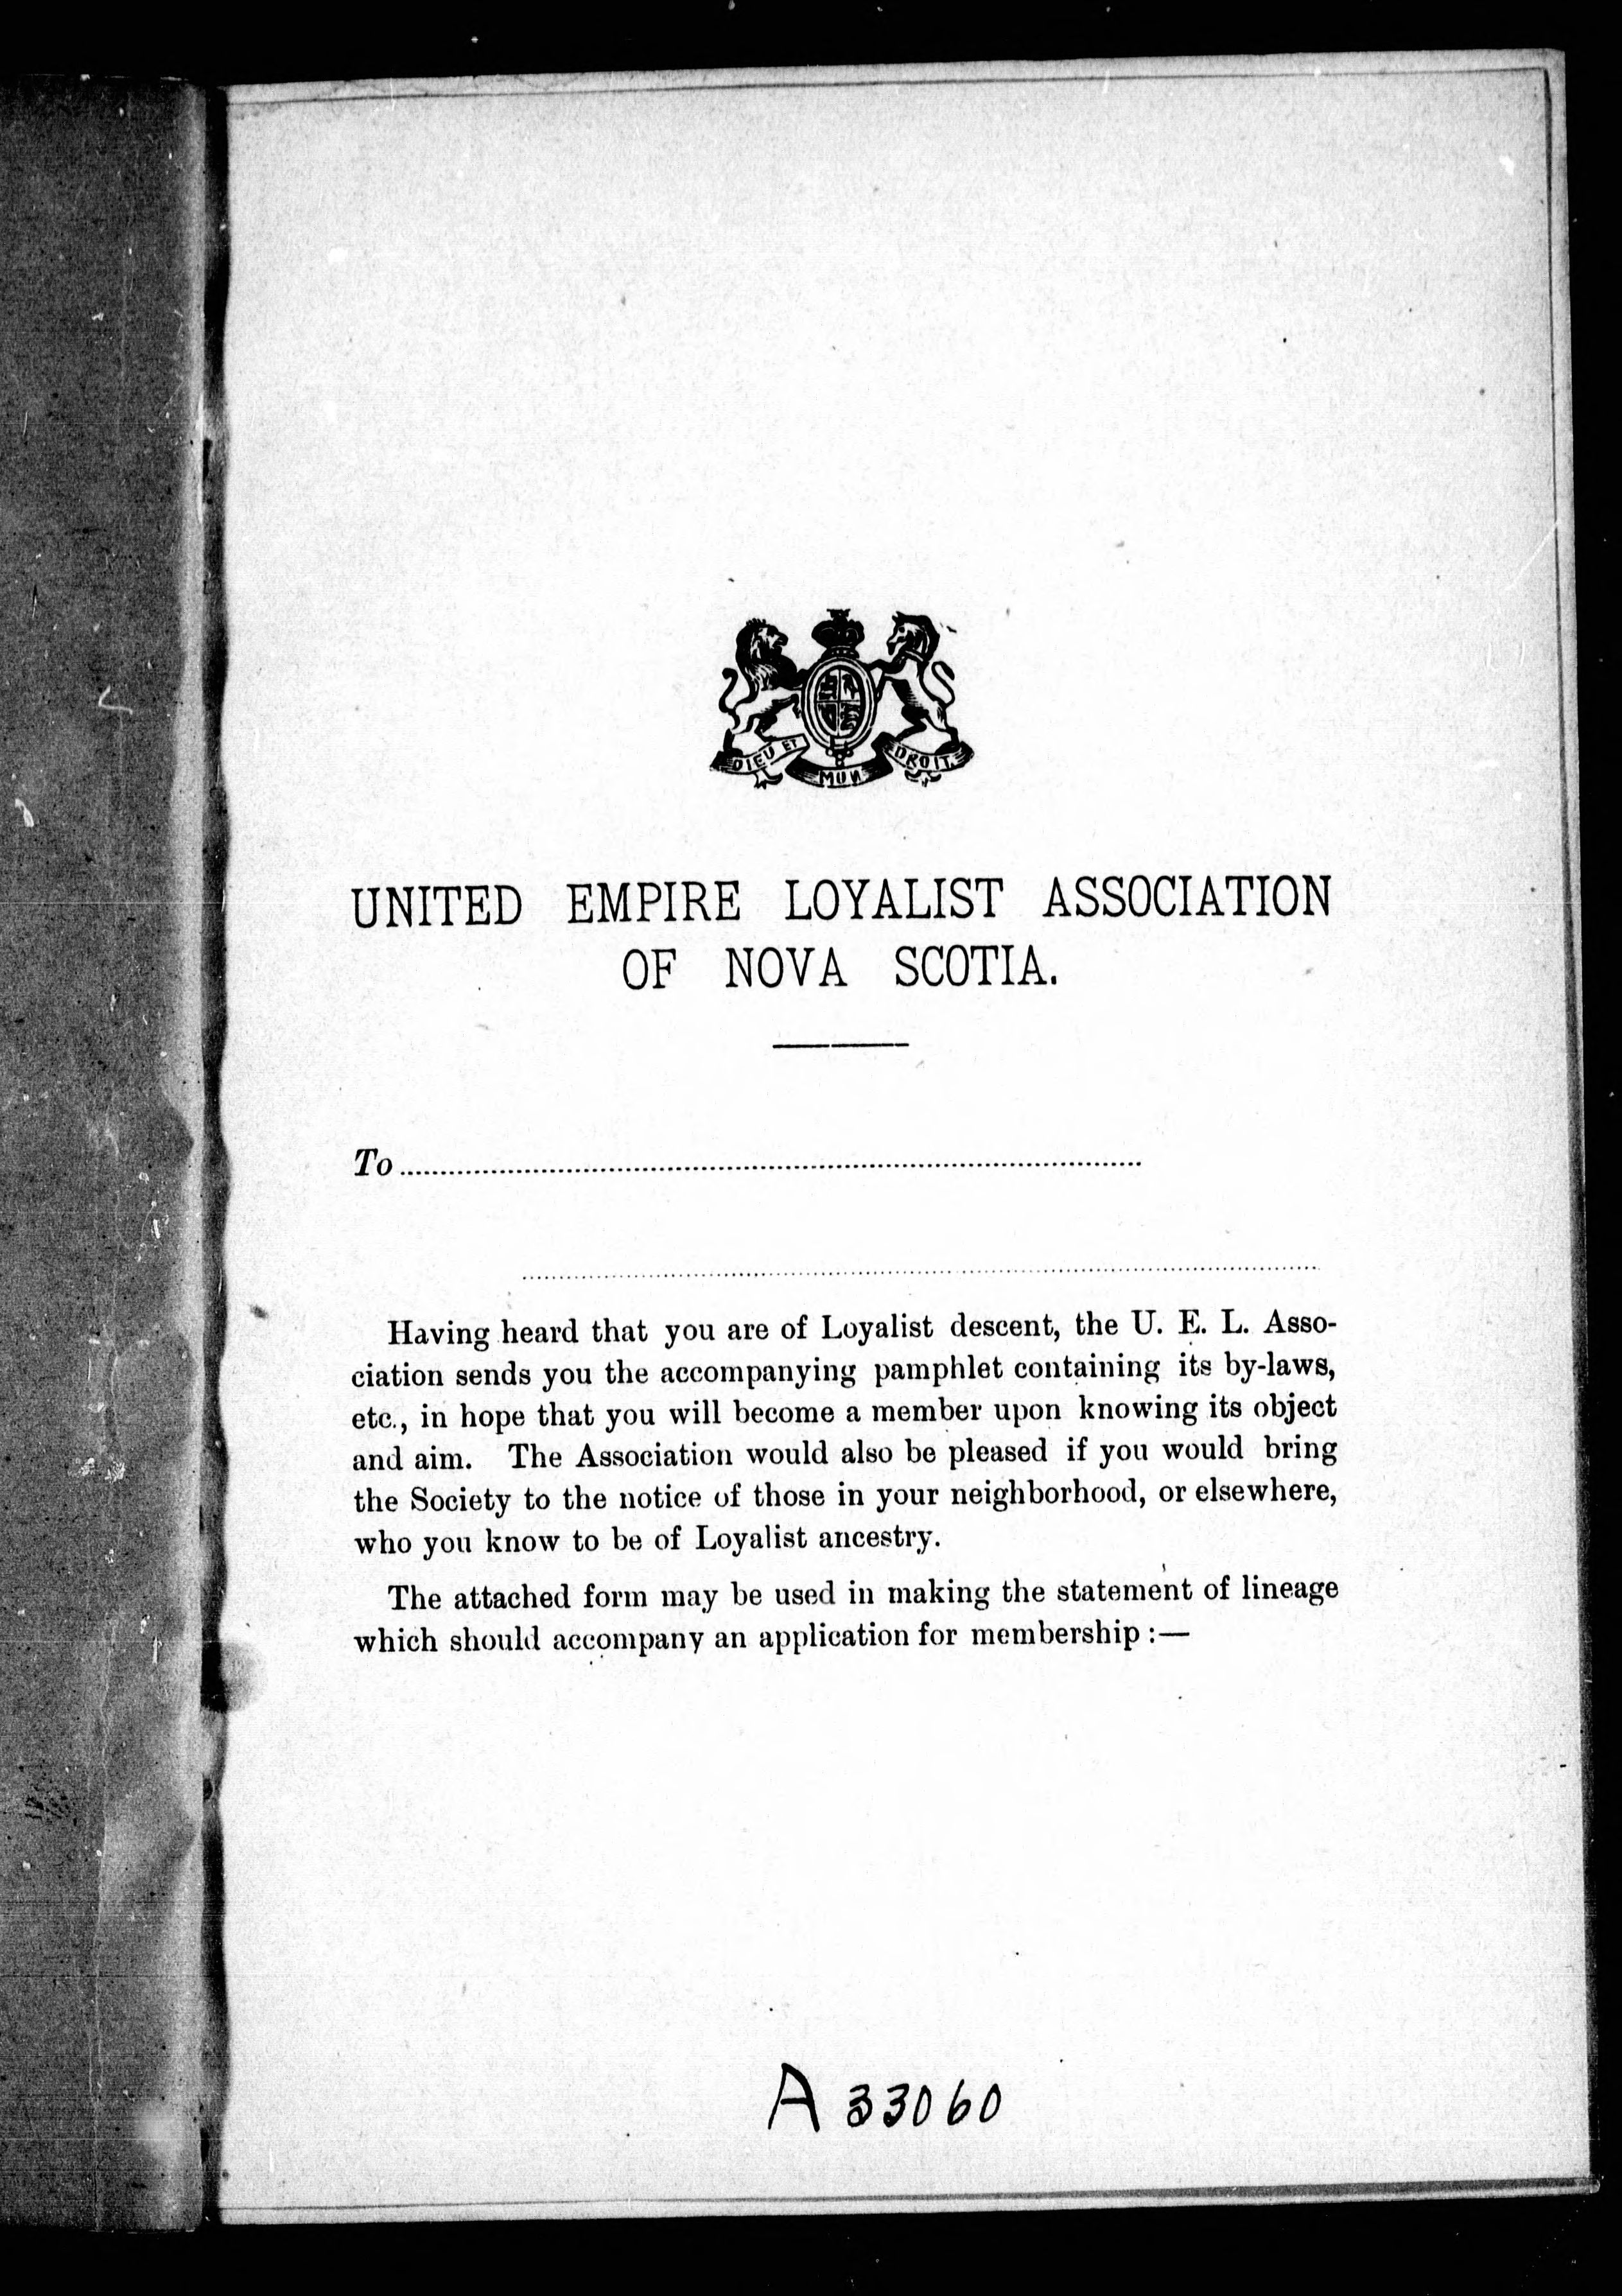 DIEU ET MON DROIT.
UNITED EMPIRE LOYALIST ASSOCIATION
OF NOVA SCOTIA.
To
Having heard that you are of Loyalist descent, the U. E. L. Asso-
ciation sends you the accompanying pamphlet containing its by-laws,
etc., in hope that you will become a member upon knowing its object
and aim. The Association would also be pleased if you would bring
the Society to the notice of those in your neighborhood, or elsewhere,
who you know to be of Loyalist ancestry.
The attached form may be used in making the statement of lineage
which should accompany an application for membership :—
A 33060